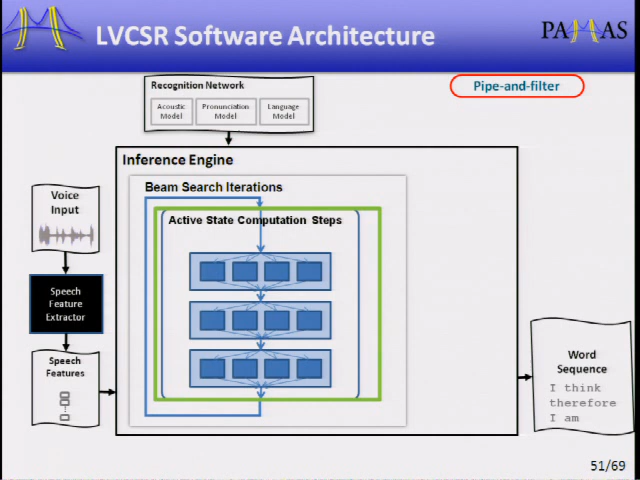 LVCSR Software Architecture
PALLAS
Pipe-and-filter
Recognition Network
Acoustic
Model
Pronunciation
Model
Language
Model
Inference Engine
Beam Search Iterations
Active State Computation Steps
Voice
Input
Speech
Feature
Extractor
Speech
Features
Word
Sequence
I think
therefore
I am
51/69